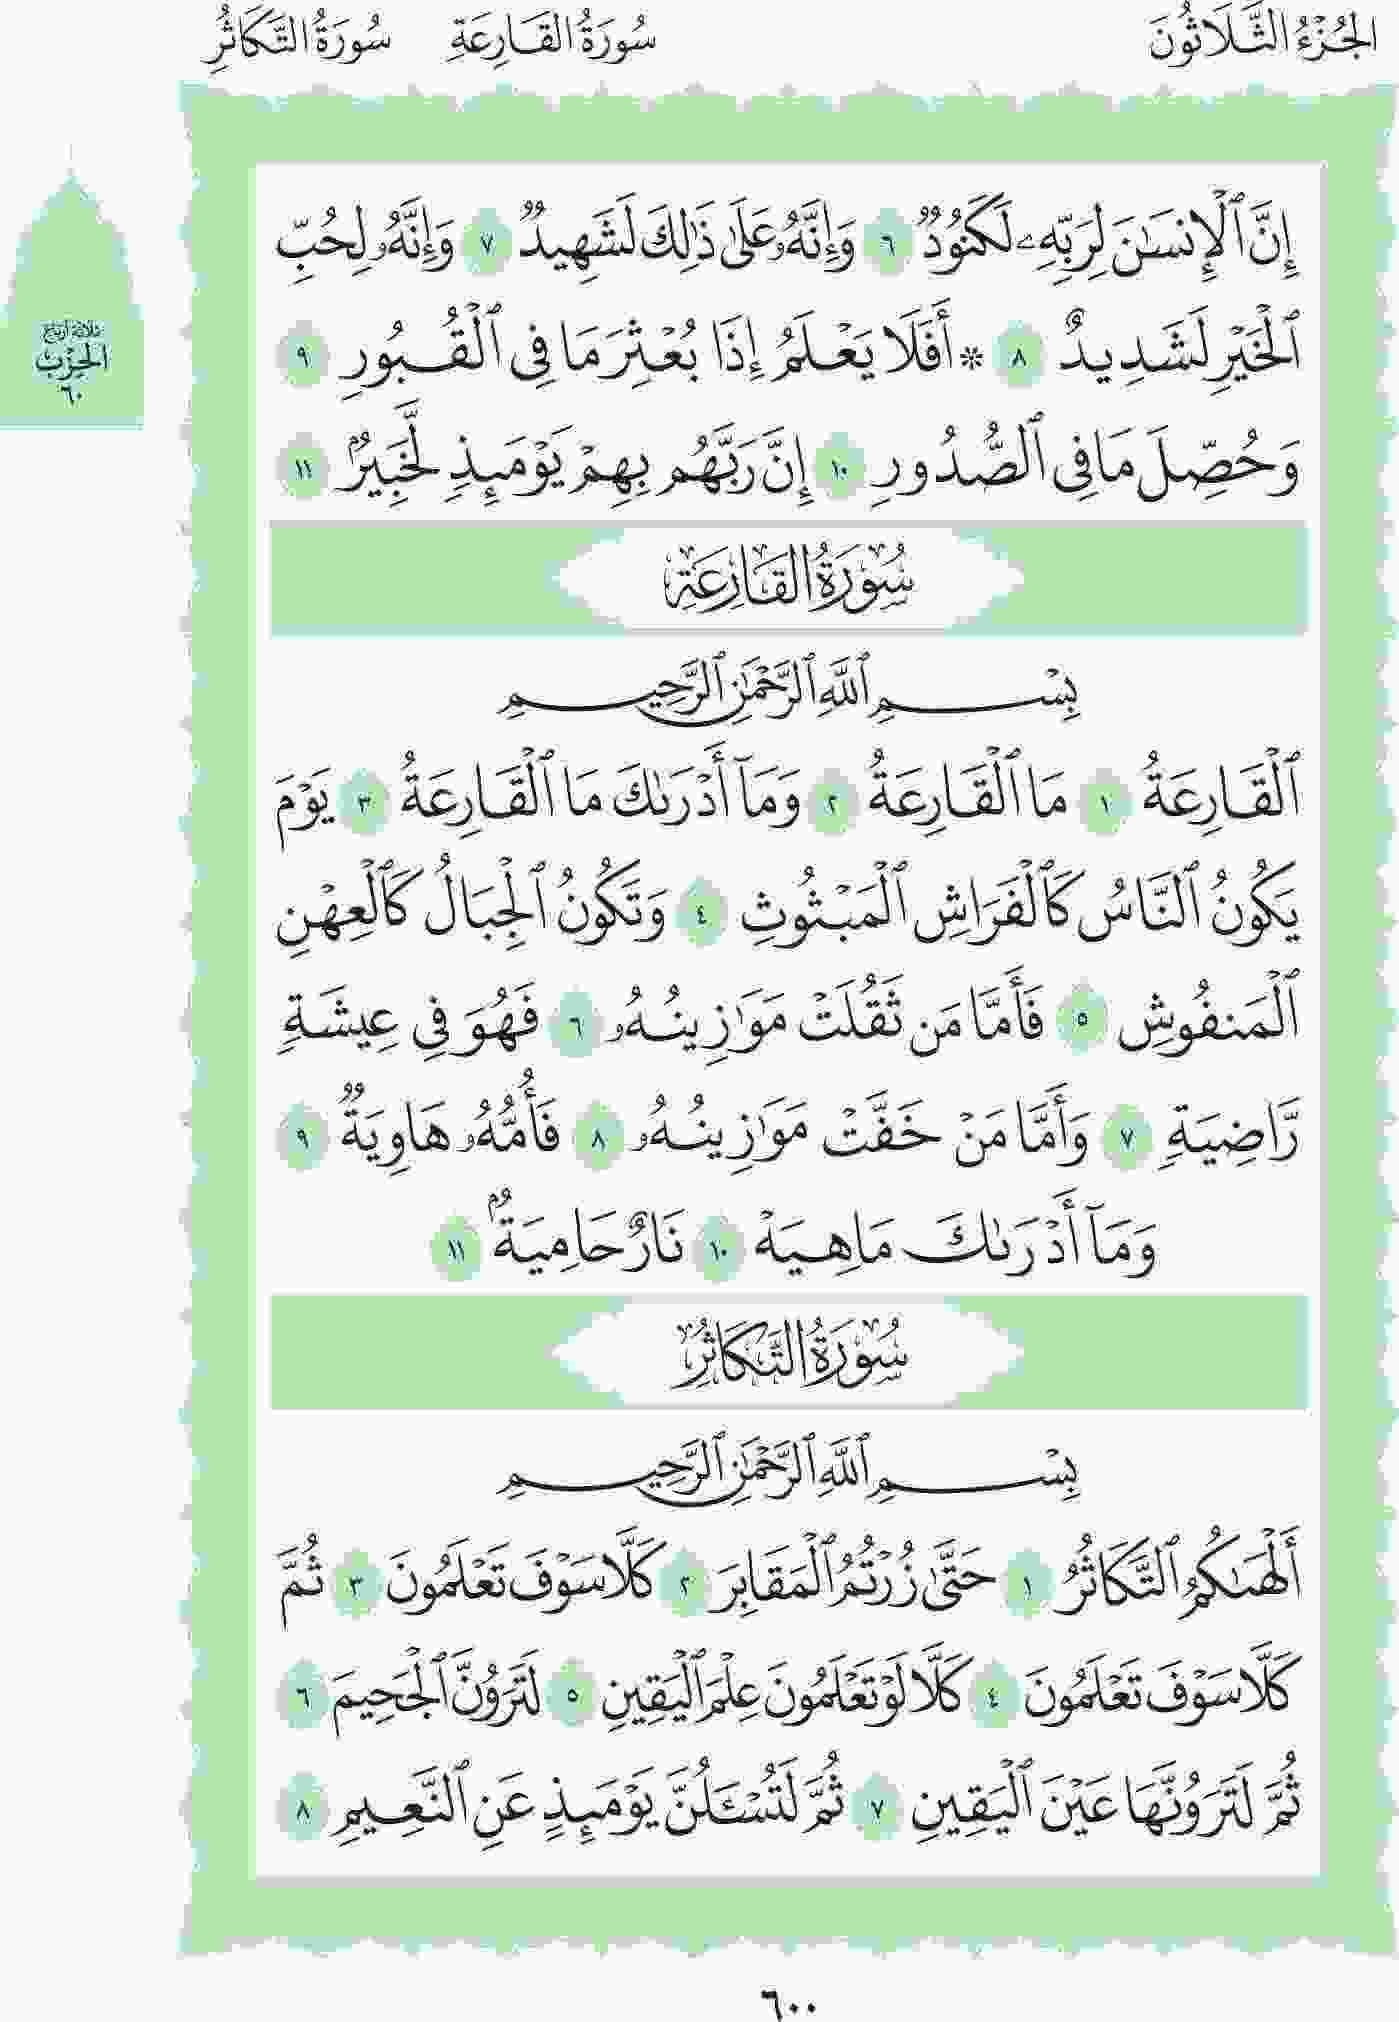 الجُزْءُ الثَّلَاثُونَ سُورَةُ القَارِعَةِ سُورَةُ التَّكَاثُرِ
إِنَّ ٱلْإِنسَٰنَ لِرَبِّهِۦ لَكَنُودٌ ٦ وَإِنَّهُۥ عَلَىٰ ذَٰلِكَ لَشَهِيدٌ ٧ وَإِنَّهُۥ لِحُبِّ
ٱلْخَيْرِ لَشَدِيدٌ ٨ ۞ أَفَلَا يَعْلَمُ إِذَا بُعْثِرَ مَا فِى ٱلْقُبُورِ ٩
ثلاثة أرباع
الحِزْب
٦٠
وَحُصِّلَ مَا فِى ٱلصُّدُورِ ١٠ إِنَّ رَبَّهُم بِهِمْ يَوْمَئِذٍ لَّخَبِيرٌۢ ١١
سُورَةُ القَارِعَةِ
بِسْمِ ٱللَّهِ ٱلرَّحْمَٰنِ ٱلرَّحِيمِ
ٱلْقَارِعَةُ ١ مَا ٱلْقَارِعَةُ ٢ وَمَآ أَدْرَىٰكَ مَا ٱلْقَارِعَةُ ٣ يَوْمَ
يَكُونُ ٱلنَّاسُ كَٱلْفَرَاشِ ٱلْمَبْثُوثِ ٤ وَتَكُونُ ٱلْجِبَالُ كَٱلْعِهْنِ
ٱلْمَنفُوشِ ٥ فَأَمَّا مَن ثَقُلَتْ مَوَٰزِينُهُۥ ٦ فَهُوَ فِى عِيشَةٍ
رَّاضِيَةٍ ٧ وَأَمَّا مَنْ خَفَّتْ مَوَٰزِينُهُۥ ٨ فَأُمُّهُۥ هَاوِيَةٌ ٩
وَمَآ أَدْرَىٰكَ مَا هِيَهْ ١٠ نَارٌ حَامِيَةٌۢ ١١
سُورَةُ التَّكَاثُرِ
بِسْمِ ٱللَّهِ ٱلرَّحْمَٰنِ ٱلرَّحِيمِ
أَلْهَىٰكُمُ ٱلتَّكَاثُرُ ١ حَتَّىٰ زُرْتُمُ ٱلْمَقَابِرَ ٢ كَلَّا سَوْفَ تَعْلَمُونَ ٣ ثُمَّ
كَلَّا سَوْفَ تَعْلَمُونَ ٤ كَلَّا لَوْ تَعْلَمُونَ عِلْمَ ٱلْيَقِينِ ٥ لَتَرَوُنَّ ٱلْجَحِيمَ ٦
ثُمَّ لَتَرَوُنَّهَا عَيْنَ ٱلْيَقِينِ ٧ ثُمَّ لَتُسْـَٔلُنَّ يَوْمَئِذٍ عَنِ ٱلنَّعِيمِ ٨
٦٠٠